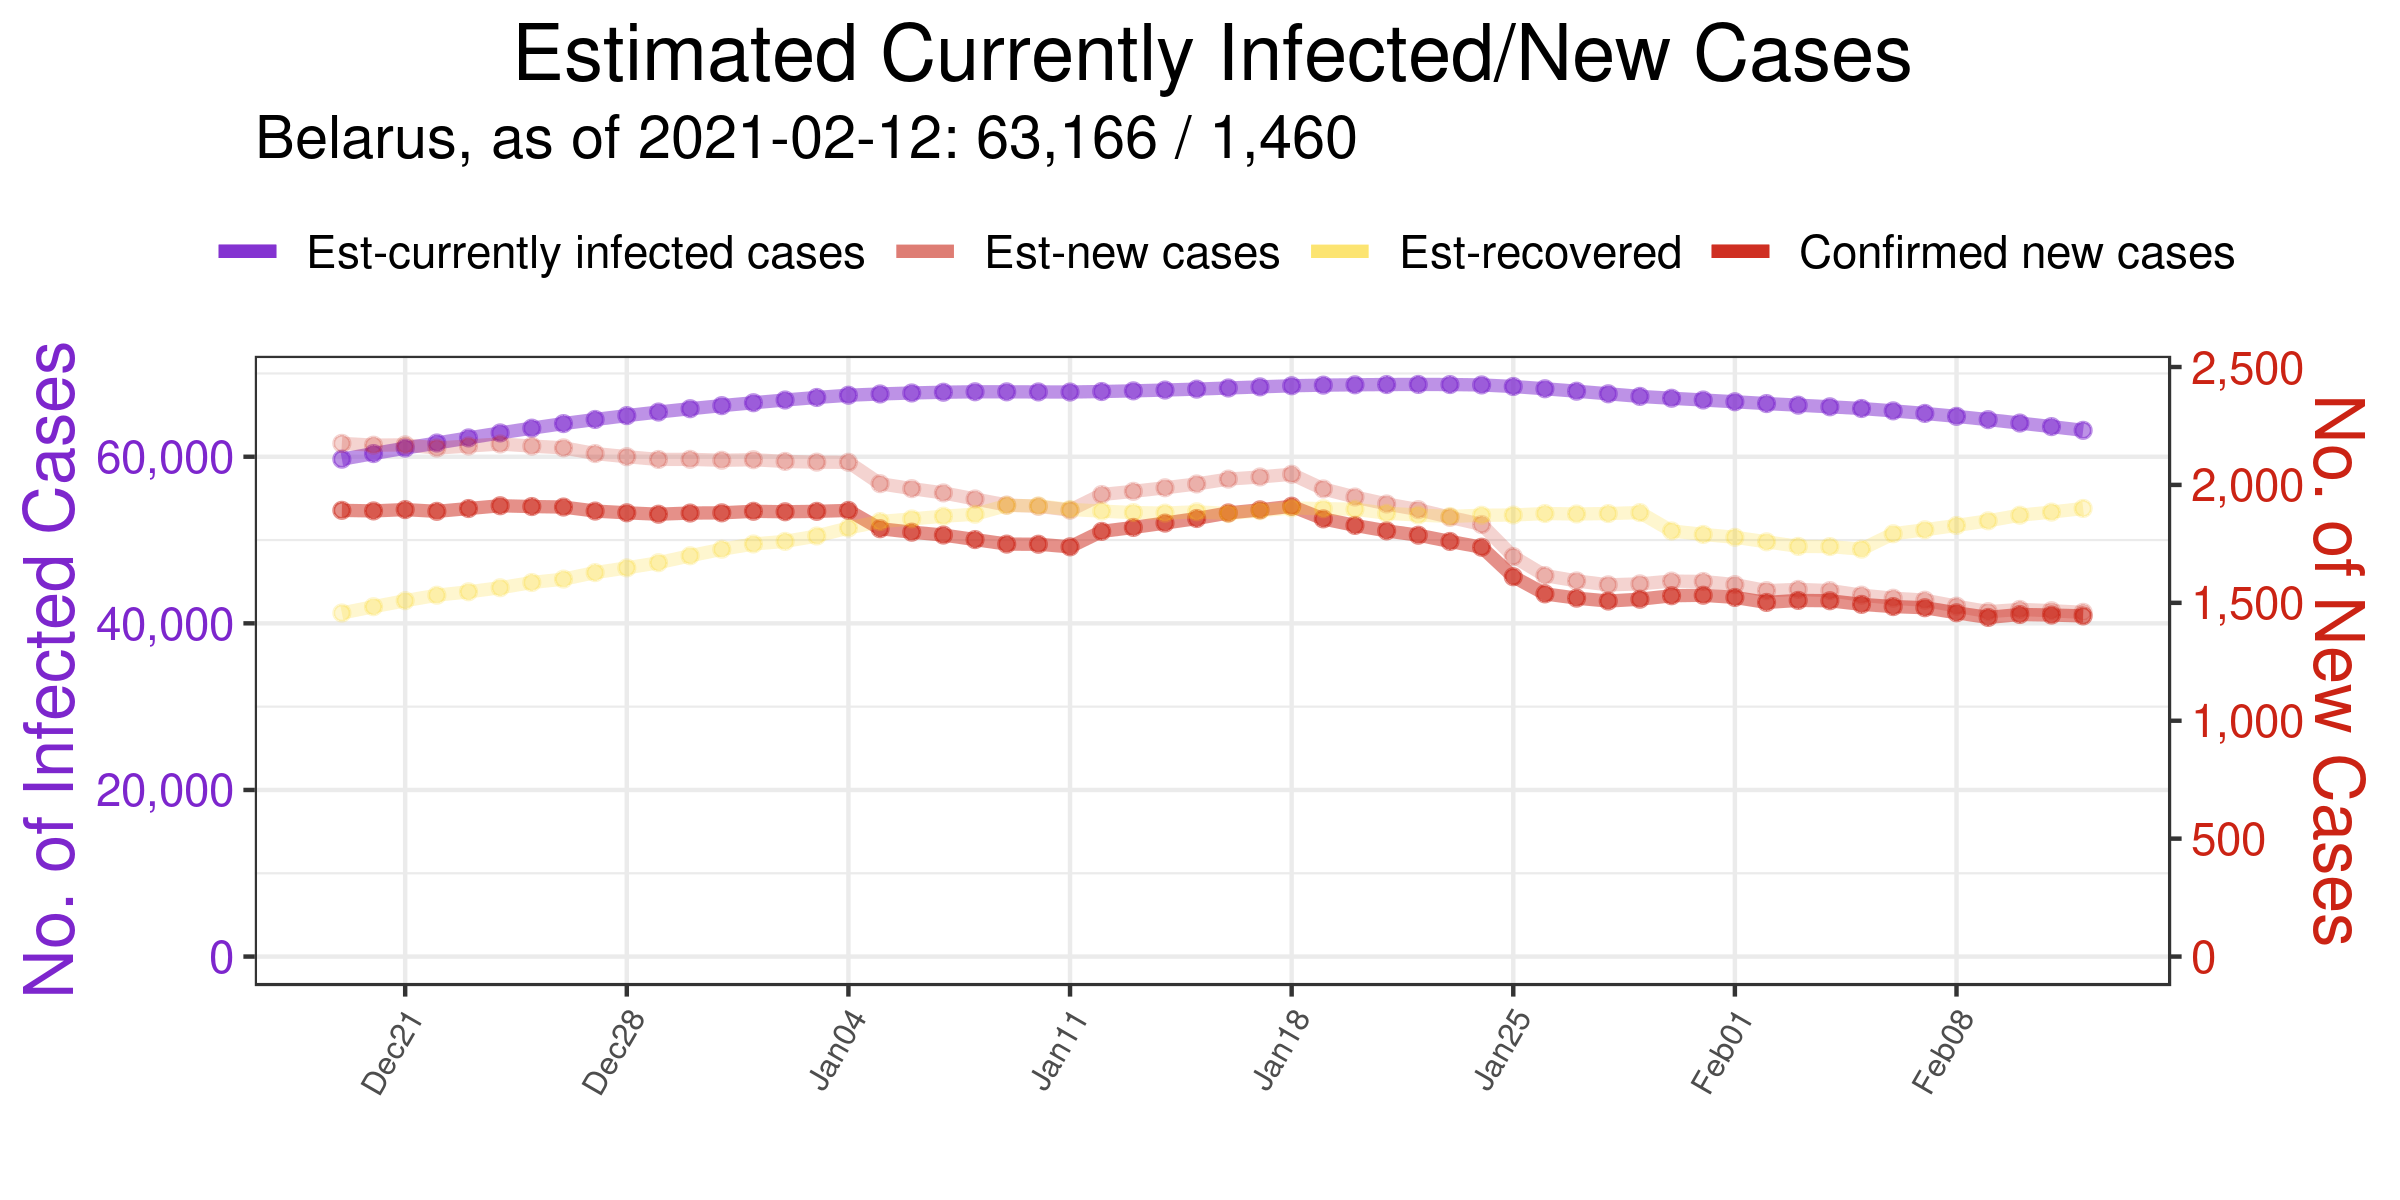 Estimated Currently Infected/New Cases
Belarus, as of 2021-02-12: 63,166 / 1,460
Est-currently infected cases Est-new cases Est-recovered Confirmed new cases
No. of Infected Cases
60,000
40,000
20,000
0
2,500
2,000
1,500
1,000
500
0
No. of New Cases
Dec21 Dec28 Jan04 Jan11 Jan18 Jan25 Feb01 Feb08